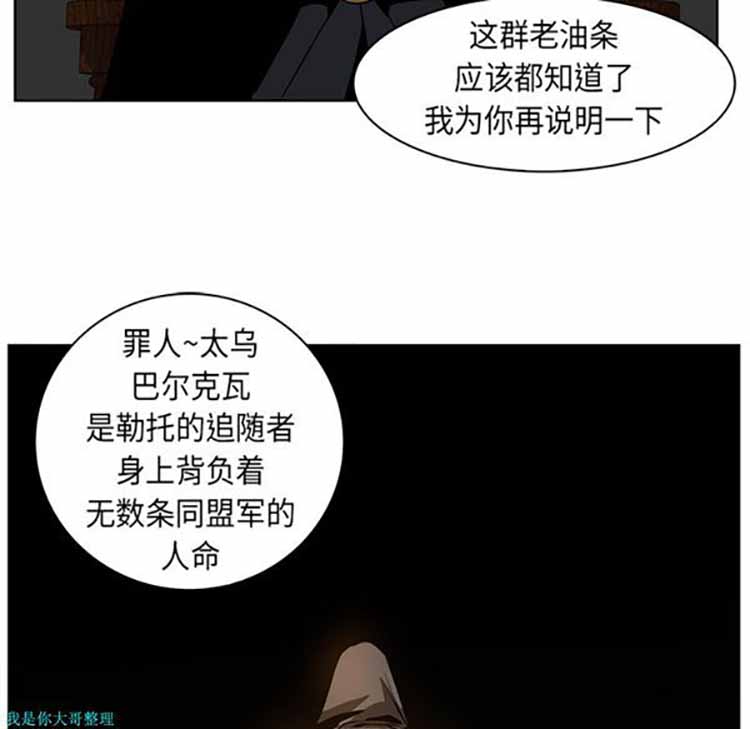 这群老油条
应该都知道了
我为你再说明一下
罪人~太乌
巴尔克瓦
是勒托的追随者
身上背负着
无数条同盟军的
人命
我是你大哥整理